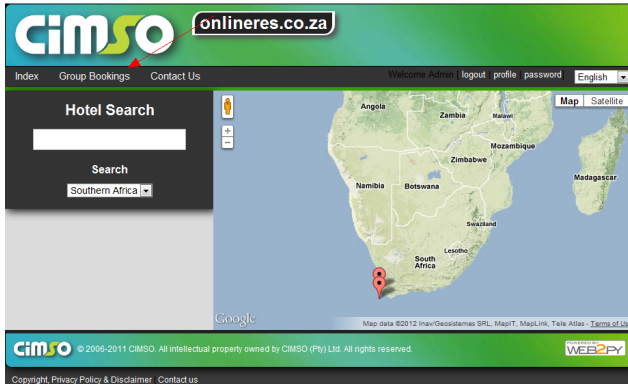 CiMSO onlineres.co.za
Index Group Bookings Contact Us Welcome Admin | logout | profile | password English
Hotel Search
Search
Southern Africa
Map Satellite
Angola
Zambia
Malawi
Mozambique
Zimbabwe
Madagascar
Namibia
Botswana
Swaziland
Lesotho
South
Africa
Google Map data ©2012 Inav/Geosistemas SRL, MapIT, MapLink, Tele Atlas - Terms of Us
CiMSO © 2006-2011 CIMSO. All intellectual property owned by CIMSO (Pty) Ltd. All rights reserved.
POWERED BY
WEB2PY
Copyright, Privacy Policy & Disclaimer Contact us